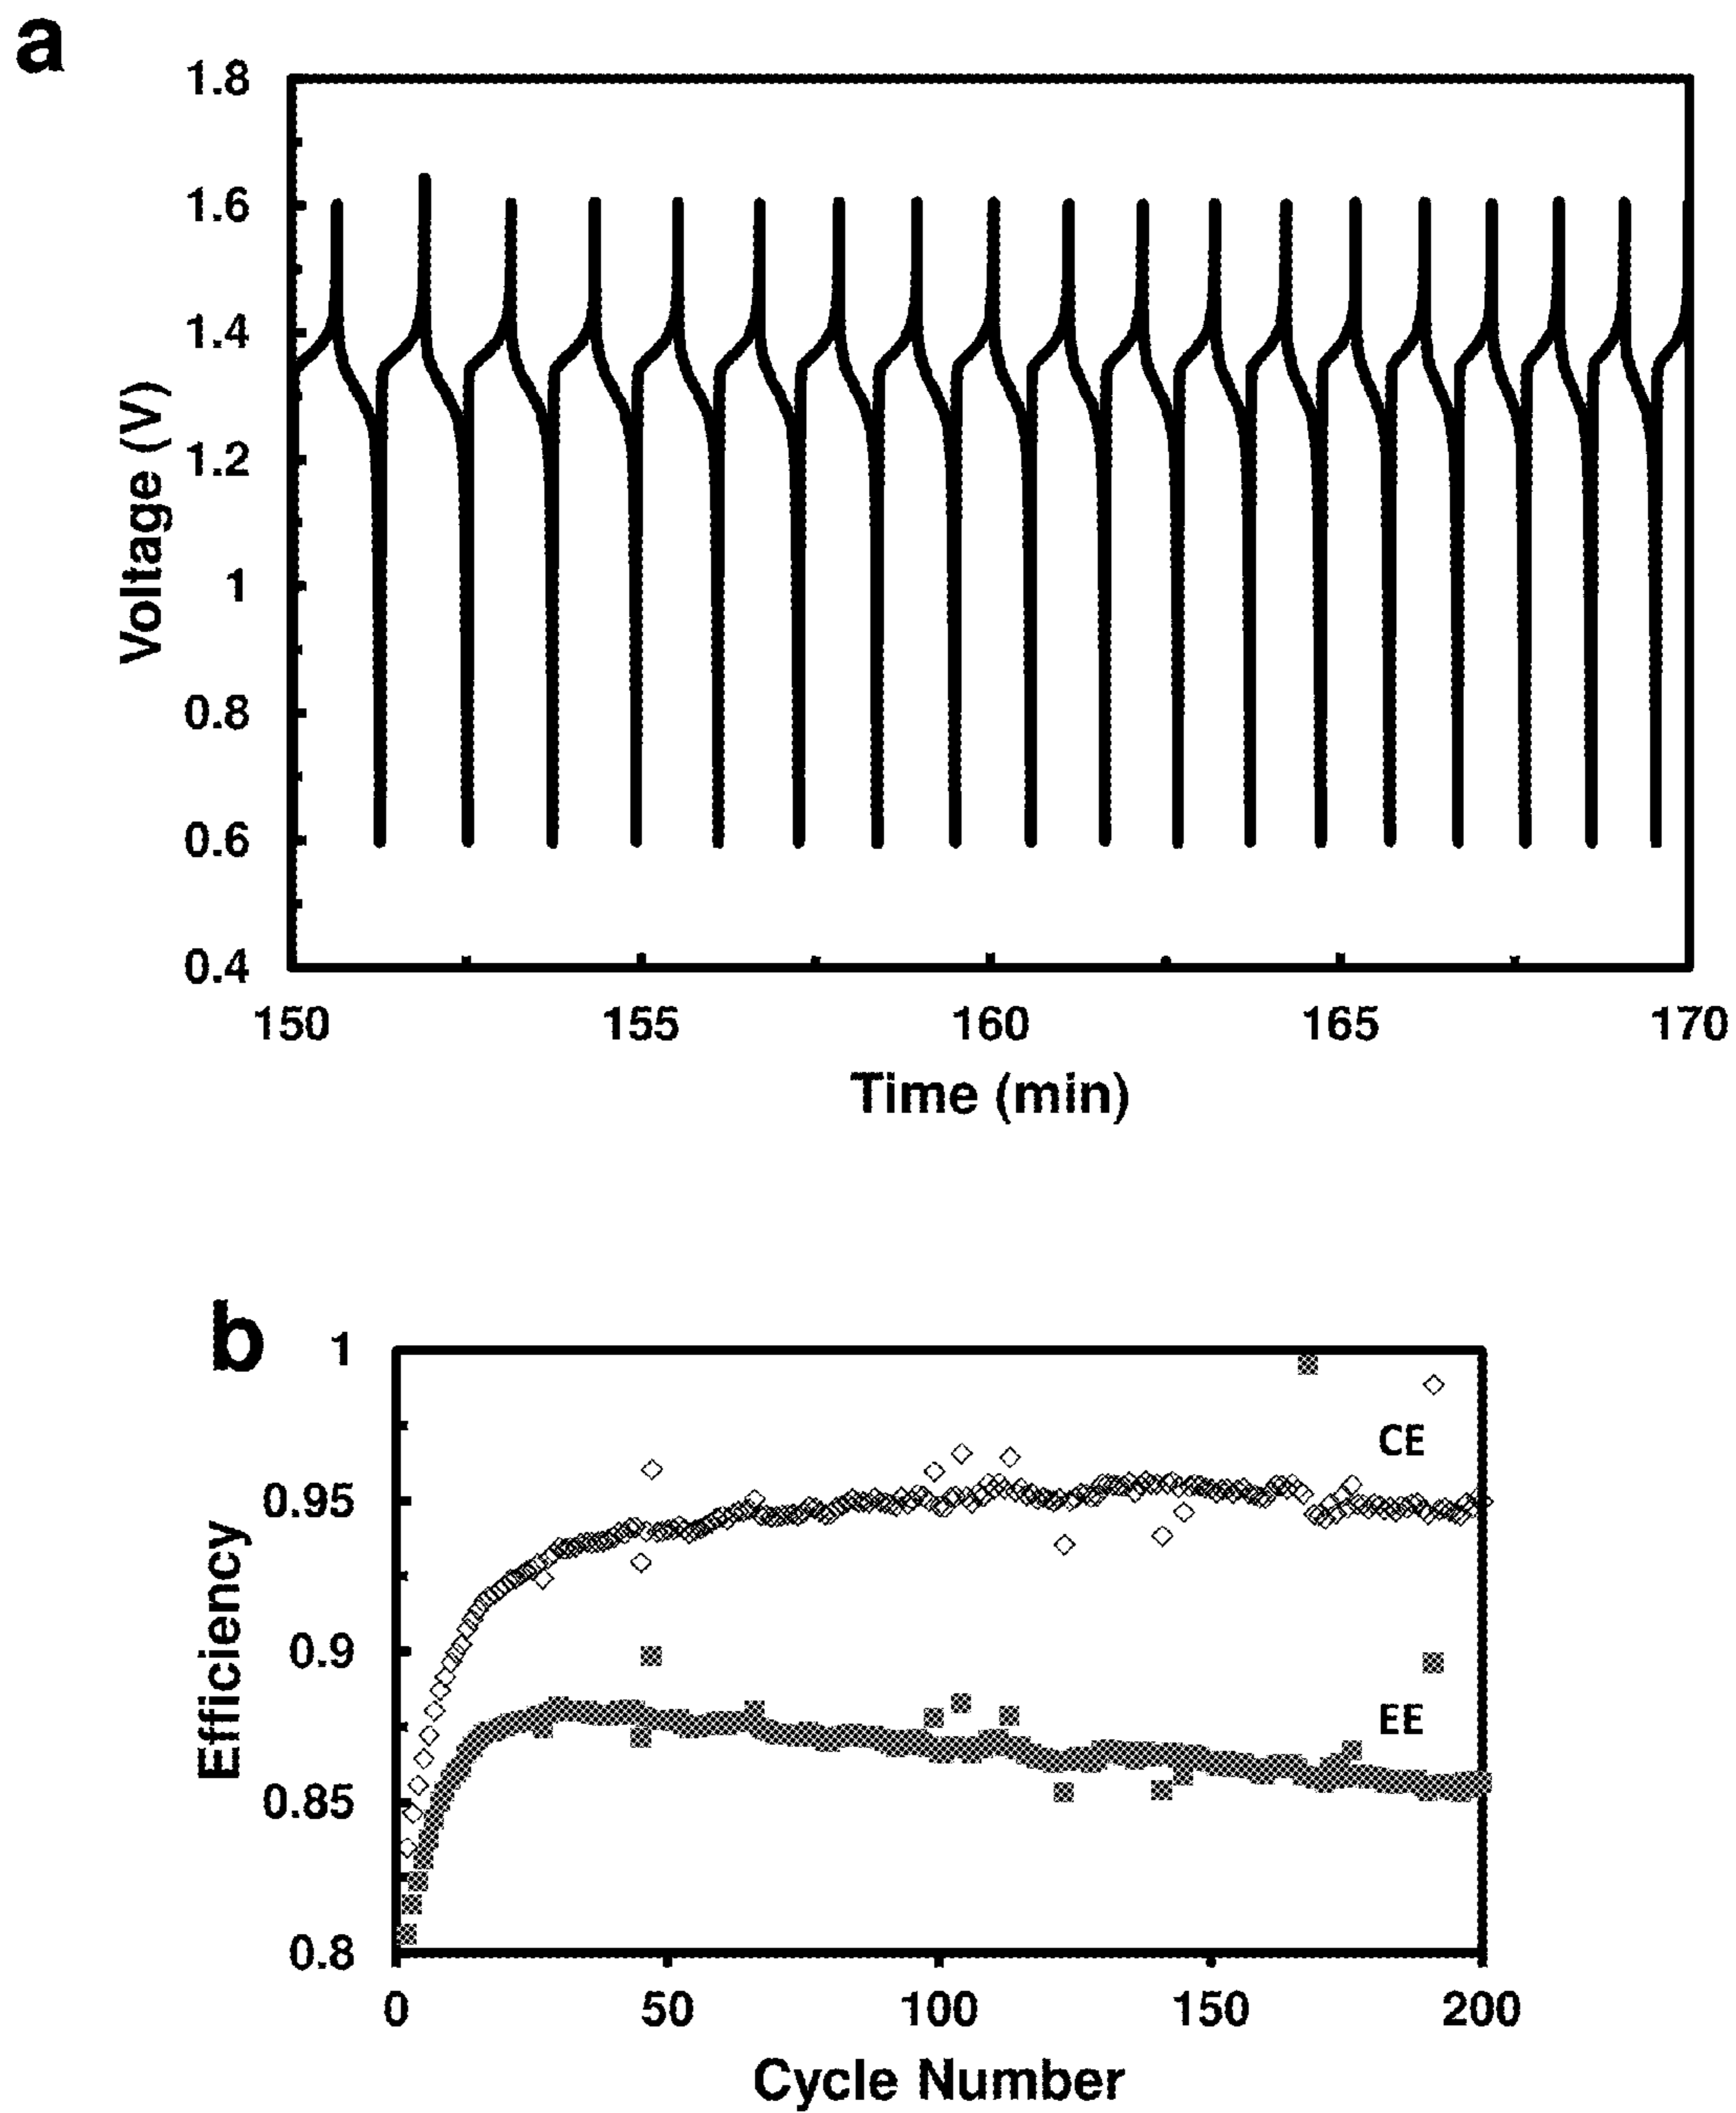 a
1.8
1.6
1.4
1.2
1
0.8
0.6
0.4
Voltage (V)
150 155 160 165 170
Time (min)
b
1
0.95
0.9
0.85
0.8
Efficiency
CE
EE
0 50 100 150 200
Cycle Number